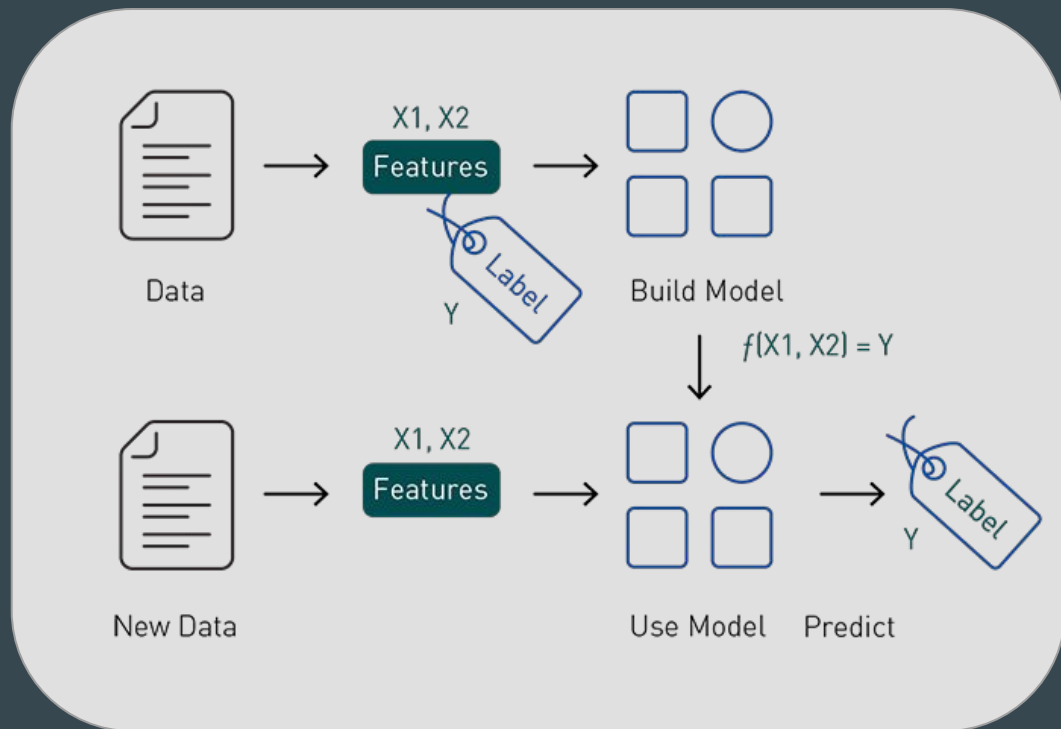 X1, X2
Features
Label
Y
Data
Build Model
f(X1, X2) = Y
X1, X2
Features
Label
Y
New Data
Use Model
Predict